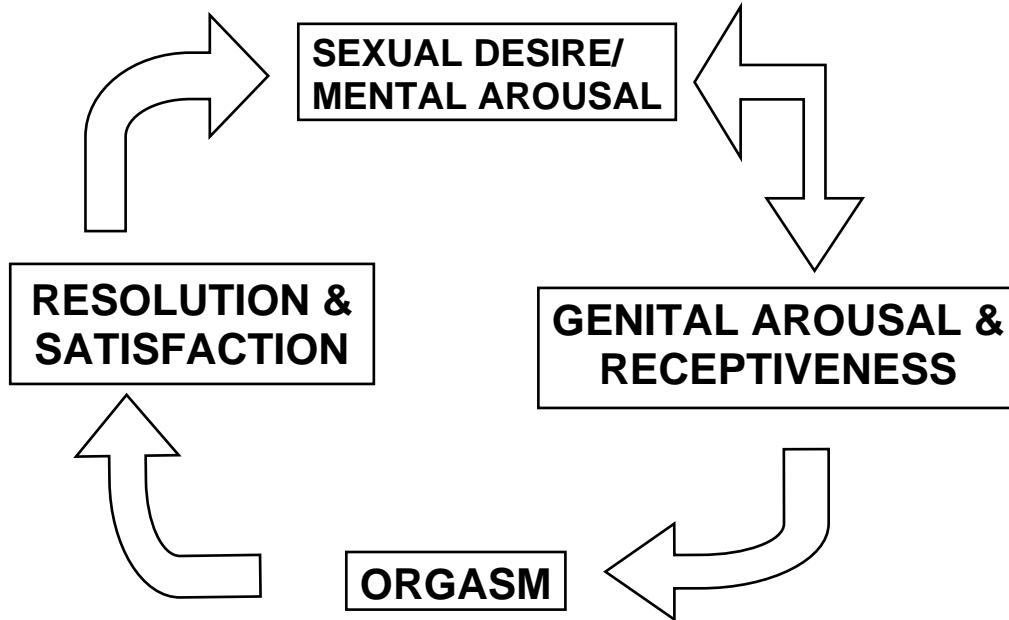 SEXUAL DESIRE/
MENTAL AROUSAL
GENITAL AROUSAL &
RECEPTIVENESS
ORGASM
RESOLUTION &
SATISFACTION